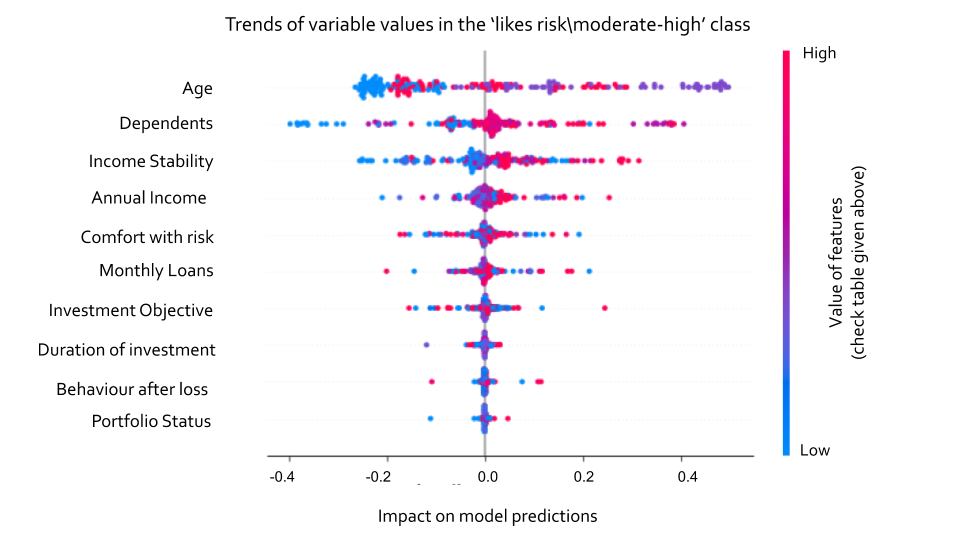 Trends of variable values in the ‘likes risk\moderate-high’ class
High
Age
Dependents
Income Stability
Annual Income
Comfort with risk
Monthly Loans
Investment Objective
Duration of investment
Behaviour after loss
Portfolio Status
Value of features
(check table given above)
Low
-0.4 -0.2 0.0 0.2 0.4
Impact on model predictions